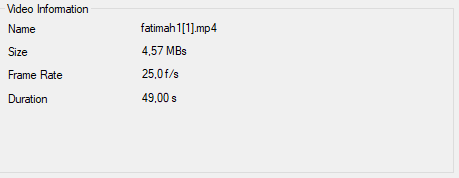 Video Information
Name fatimah1[1].mp4
Size 4,57 MBs
Frame Rate 25,0 f/s
Duration 49,00 s